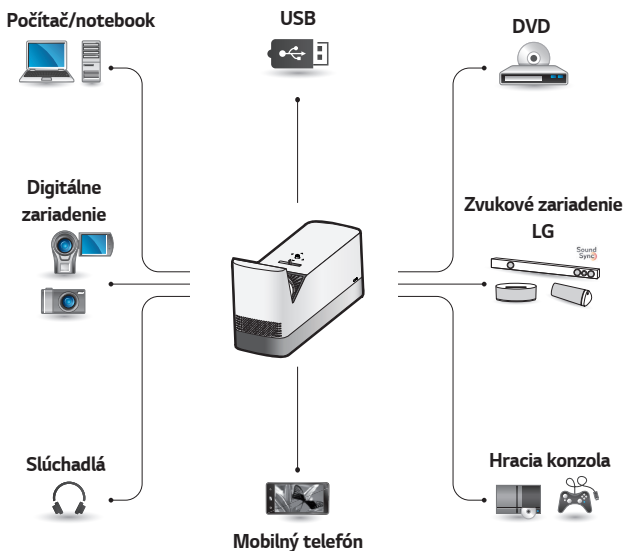 Počítač/notebook
USB
DVD
Digitálne
zariadenie
Zvukové zariadenie
LG
Sound
Sync
Slúchadlá
Mobilný telefón
Hracia konzola